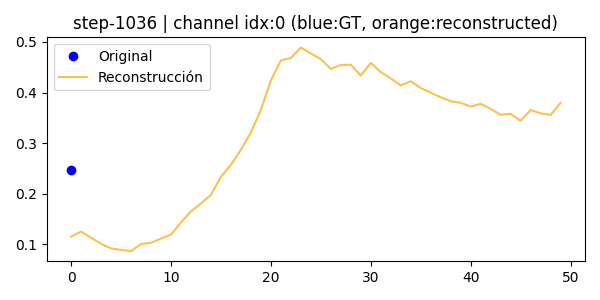 step-1036 | channel idx:0 (blue:GT, orange:reconstructed)
Original
Reconstrucción
0.5
0.4
0.3
0.2
0.1
0 10 20 30 40 50